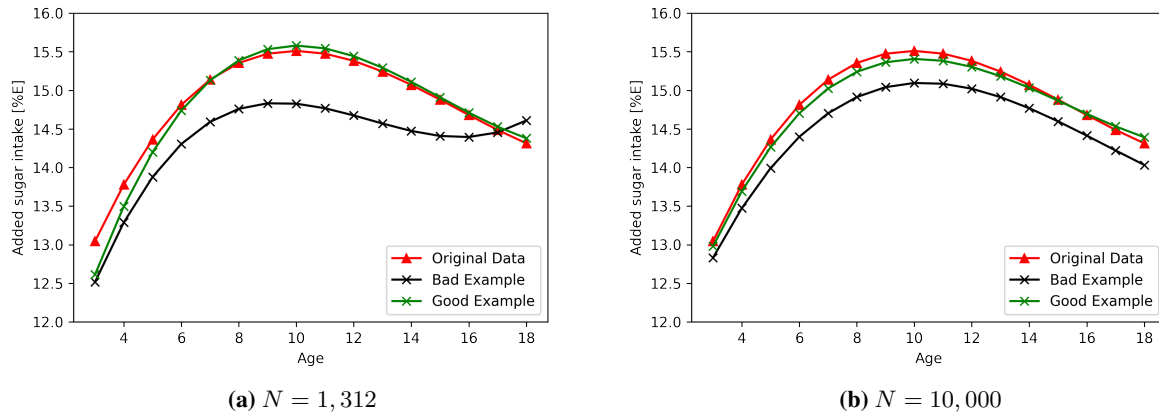 16.0
15.5
15.0
14.5
14.0
13.5
13.0
12.5
12.0
Added sugar intake [%E]
4 6 8 10 12 14 16 18
Age
Original Data
Bad Example
Good Example
(a) N = 1, 312
16.0
15.5
15.0
14.5
14.0
13.5
13.0
12.5
12.0
Added sugar intake [%E]
4 6 8 10 12 14 16 18
Age
Original Data
Bad Example
Good Example
(b) N = 10, 000